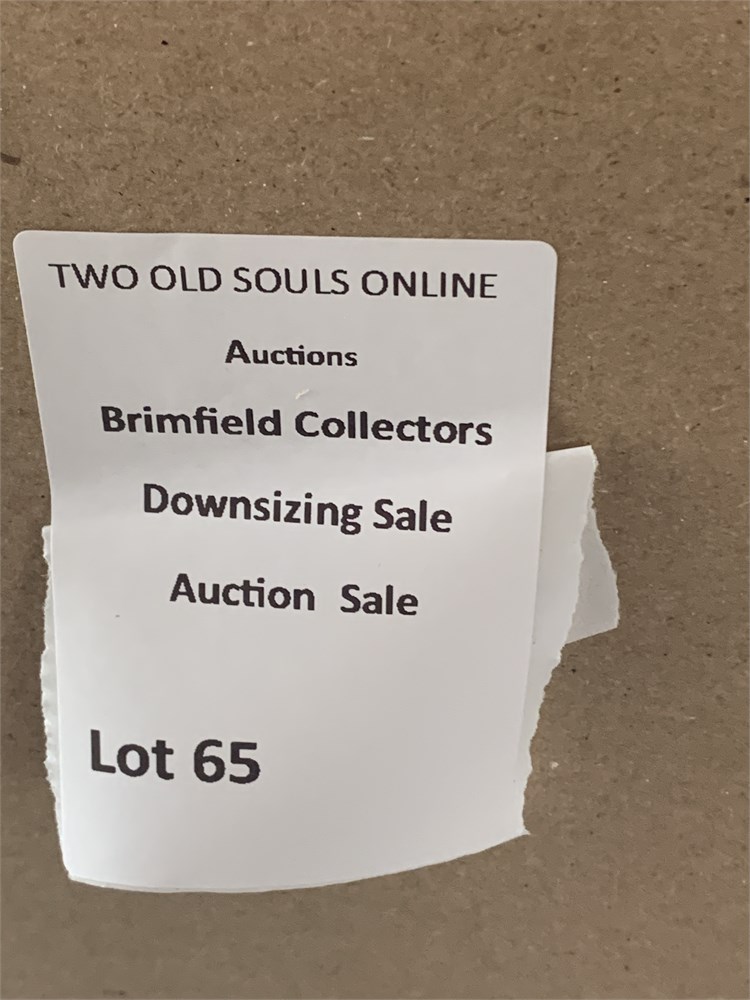 TWO OLD SOULS ONLINE
Auctions
Brimfield Collectors
Downsizing Sale
Auction Sale
Lot 65